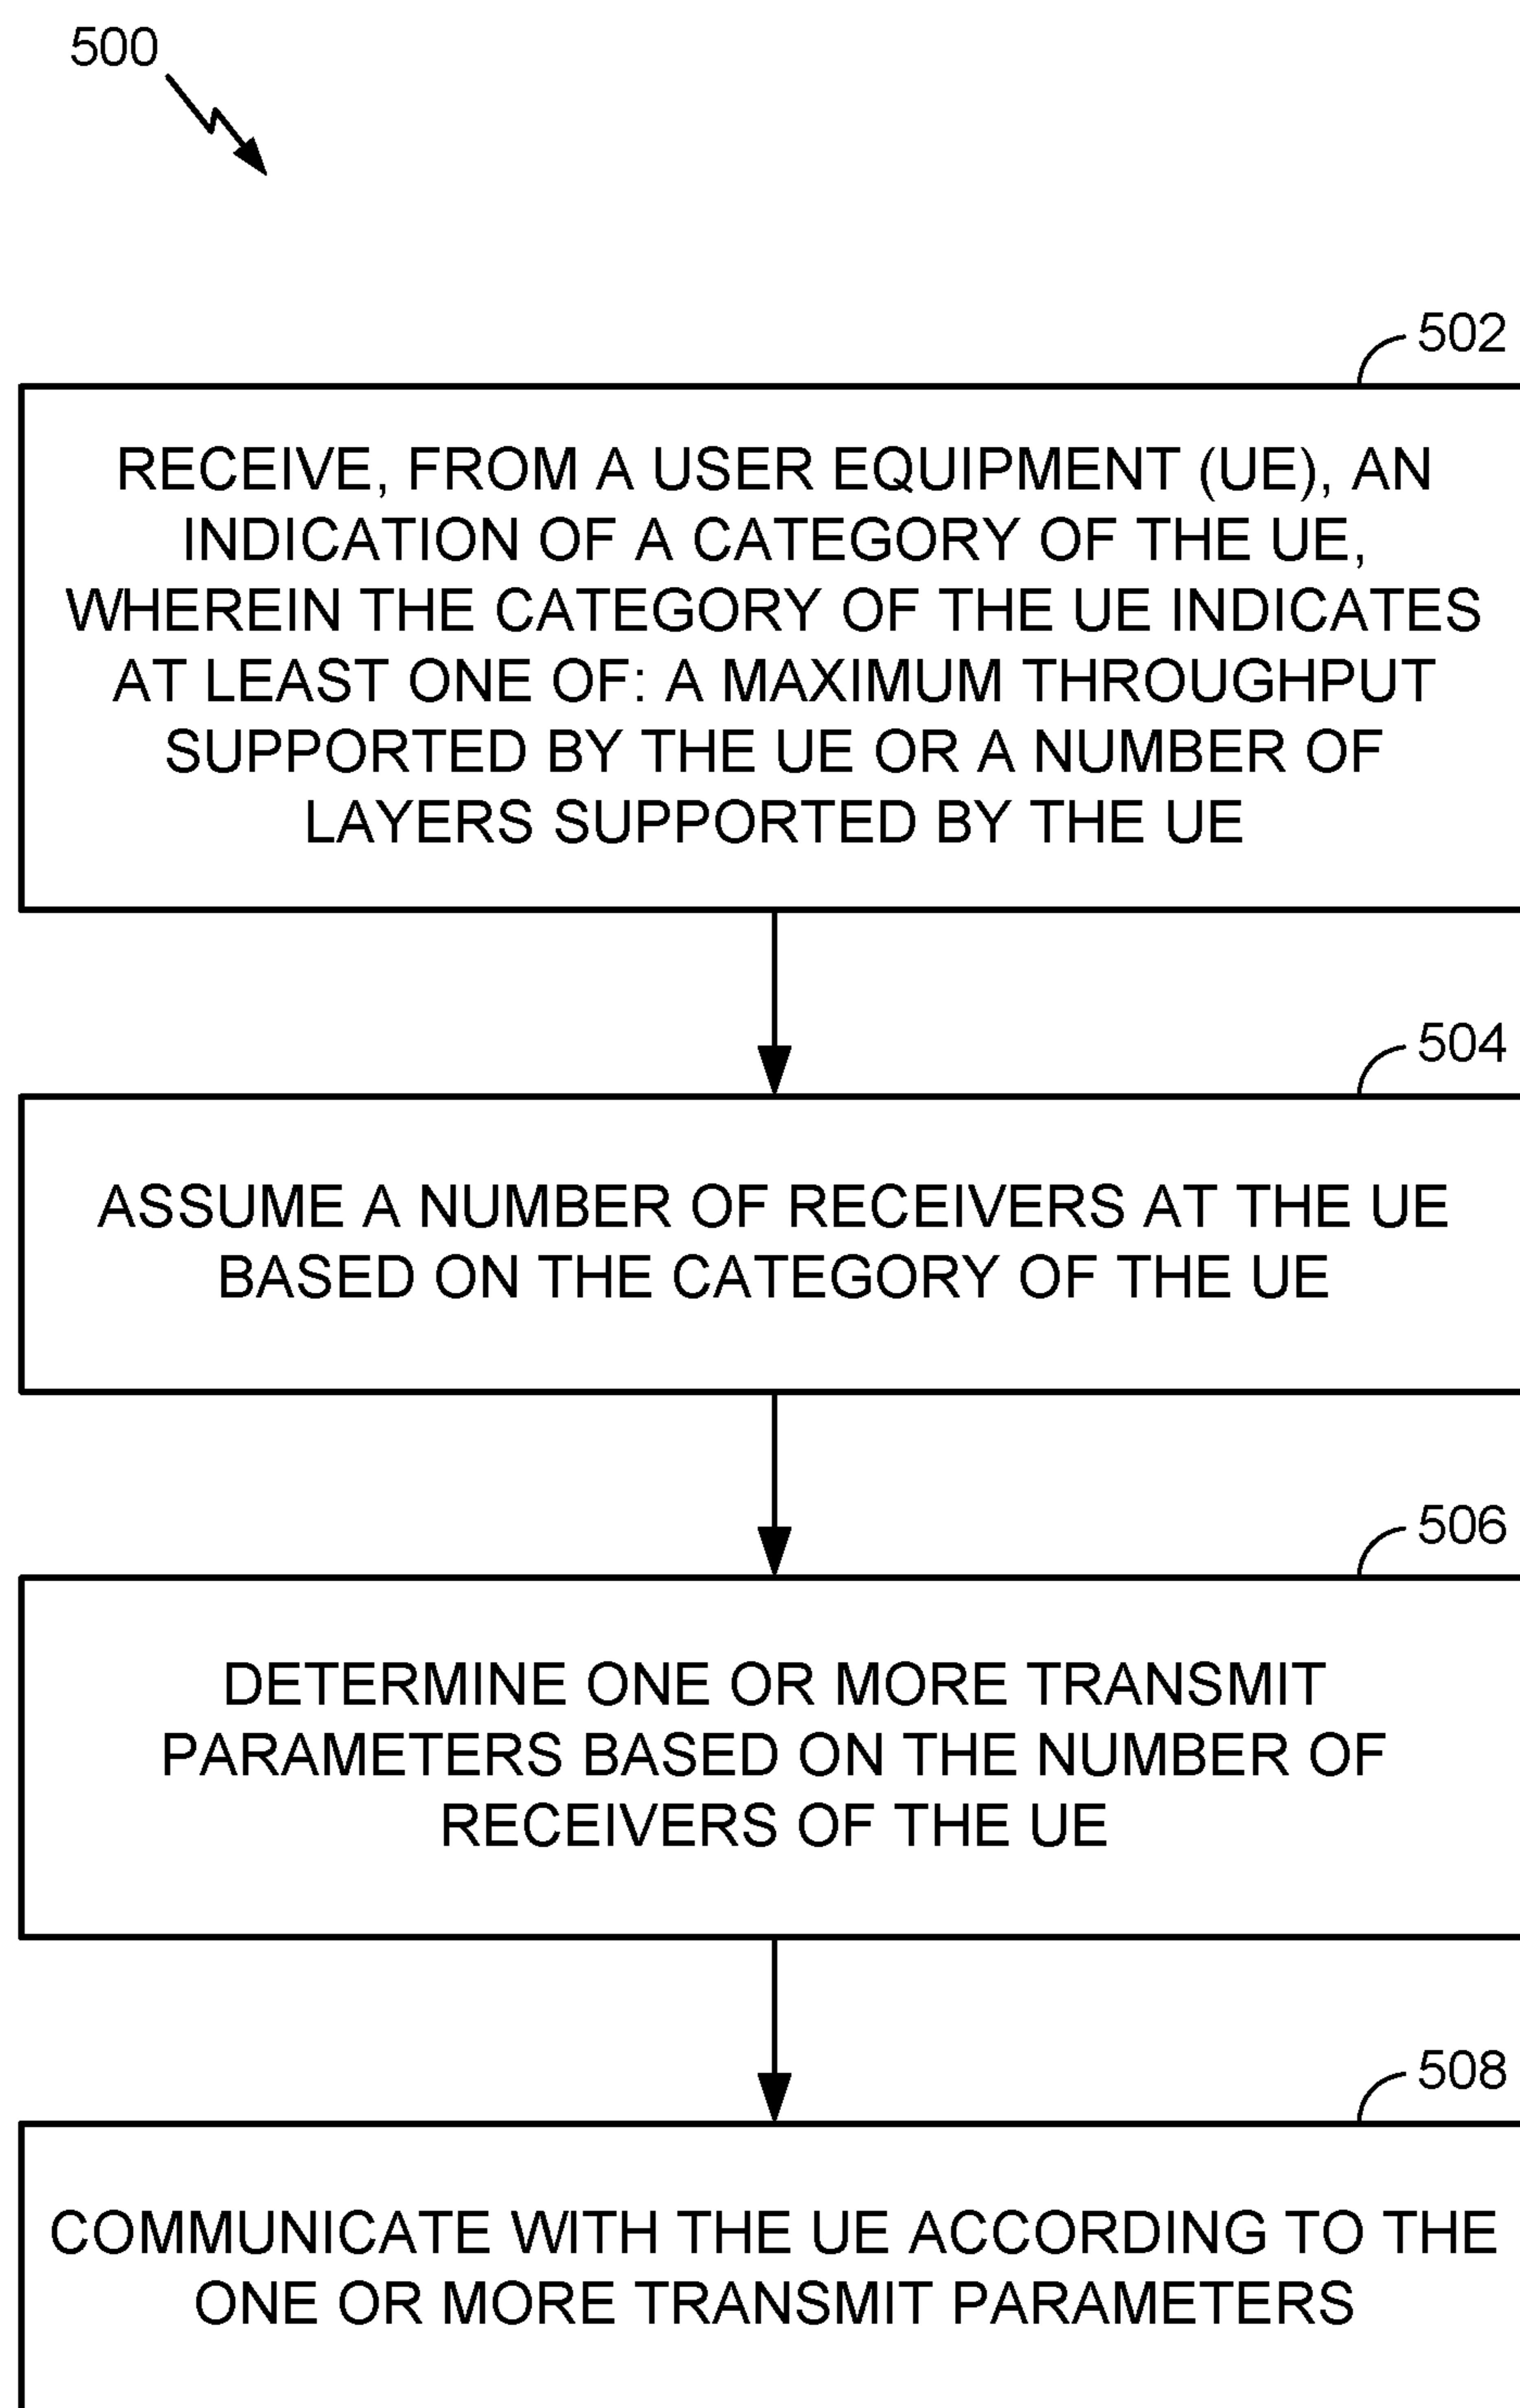 500
502
RECEIVE, FROM A USER EQUIPMENT (UE), AN
INDICATION OF A CATEGORY OF THE UE,
WHEREIN THE CATEGORY OF THE UE INDICATES
AT LEAST ONE OF: A MAXIMUM THROUGHPUT
SUPPORTED BY THE UE OR A NUMBER OF
LAYERS SUPPORTED BY THE UE
504
ASSUME A NUMBER OF RECEIVERS AT THE UE
BASED ON THE CATEGORY OF THE UE
506
DETERMINE ONE OR MORE TRANSMIT
PARAMETERS BASED ON THE NUMBER OF
RECEIVERS OF THE UE
508
COMMUNICATE WITH THE UE ACCORDING TO THE
ONE OR MORE TRANSMIT PARAMETERS